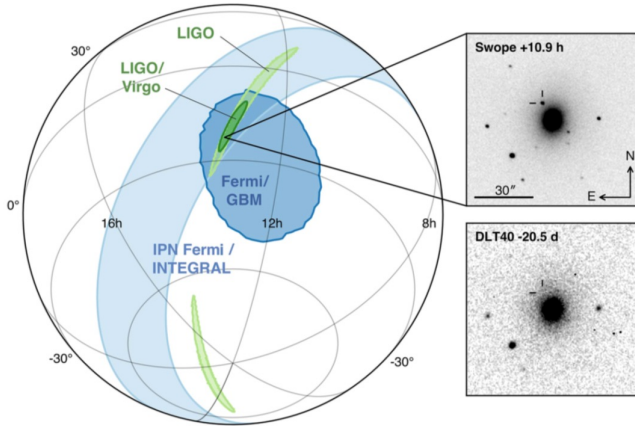 LIGO
30°
LIGO/
Virgo
Fermi/
GBM
0°
16h
12h
8h
IPN Fermi /
INTEGRAL
-30°
-30°
Swope +10.9 h
N
30"
E
DLT40 -20.5 d